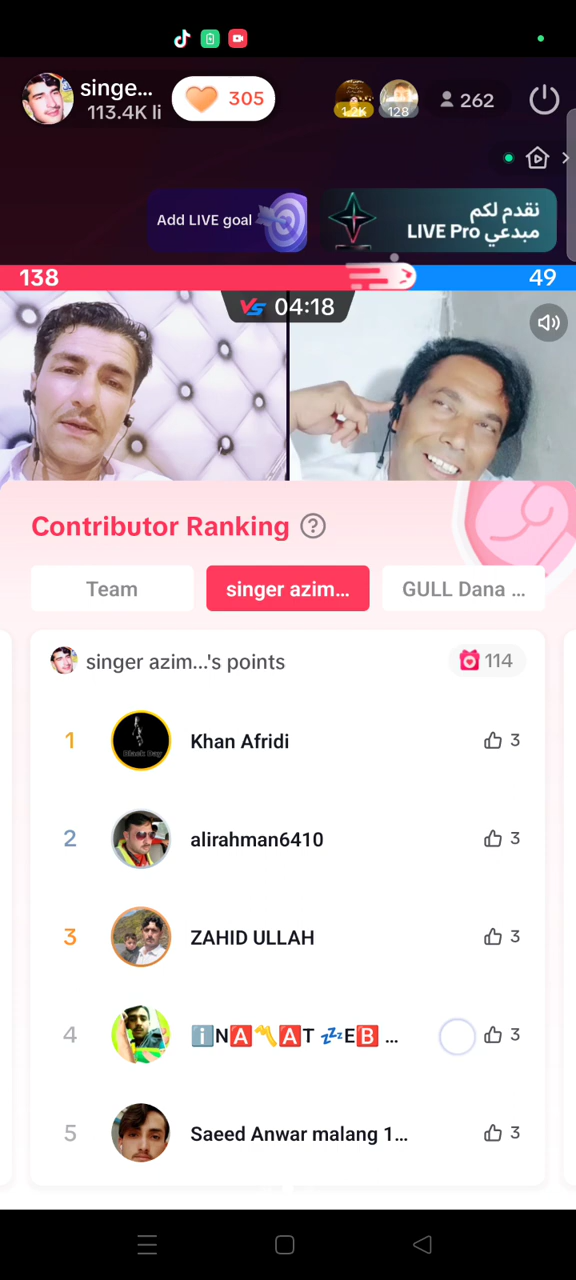 singe...
113.4K li
305
1.2K
128
262
Add LIVE goal
نقدم لكم
مبدعي LIVE Pro
138
49
VS 04:18
Contributor Ranking ?
Team
singer azim...
GULL Dana ...
singer azim...'s points
114
1 Khan Afridi 3
2 alirahman6410 3
3 ZAHID ULLAH 3
4 ℹ️N🅰️〽️🅰️T 💤EB🅱️ ... 3
5 Saeed Anwar malang 1... 3